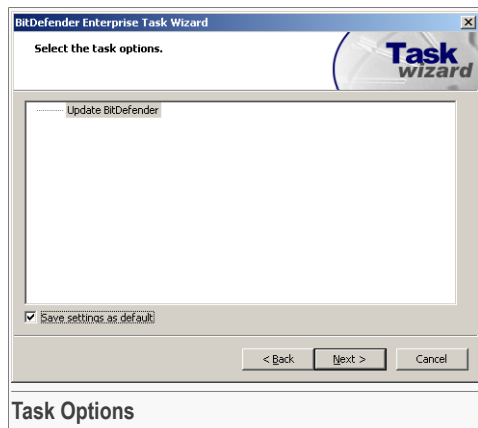 BitDefender Enterprise Task Wizard
Select the task options.
Task
wizard
Update BitDefender
Save settings as default
< Back
Next >
Cancel
Task Options